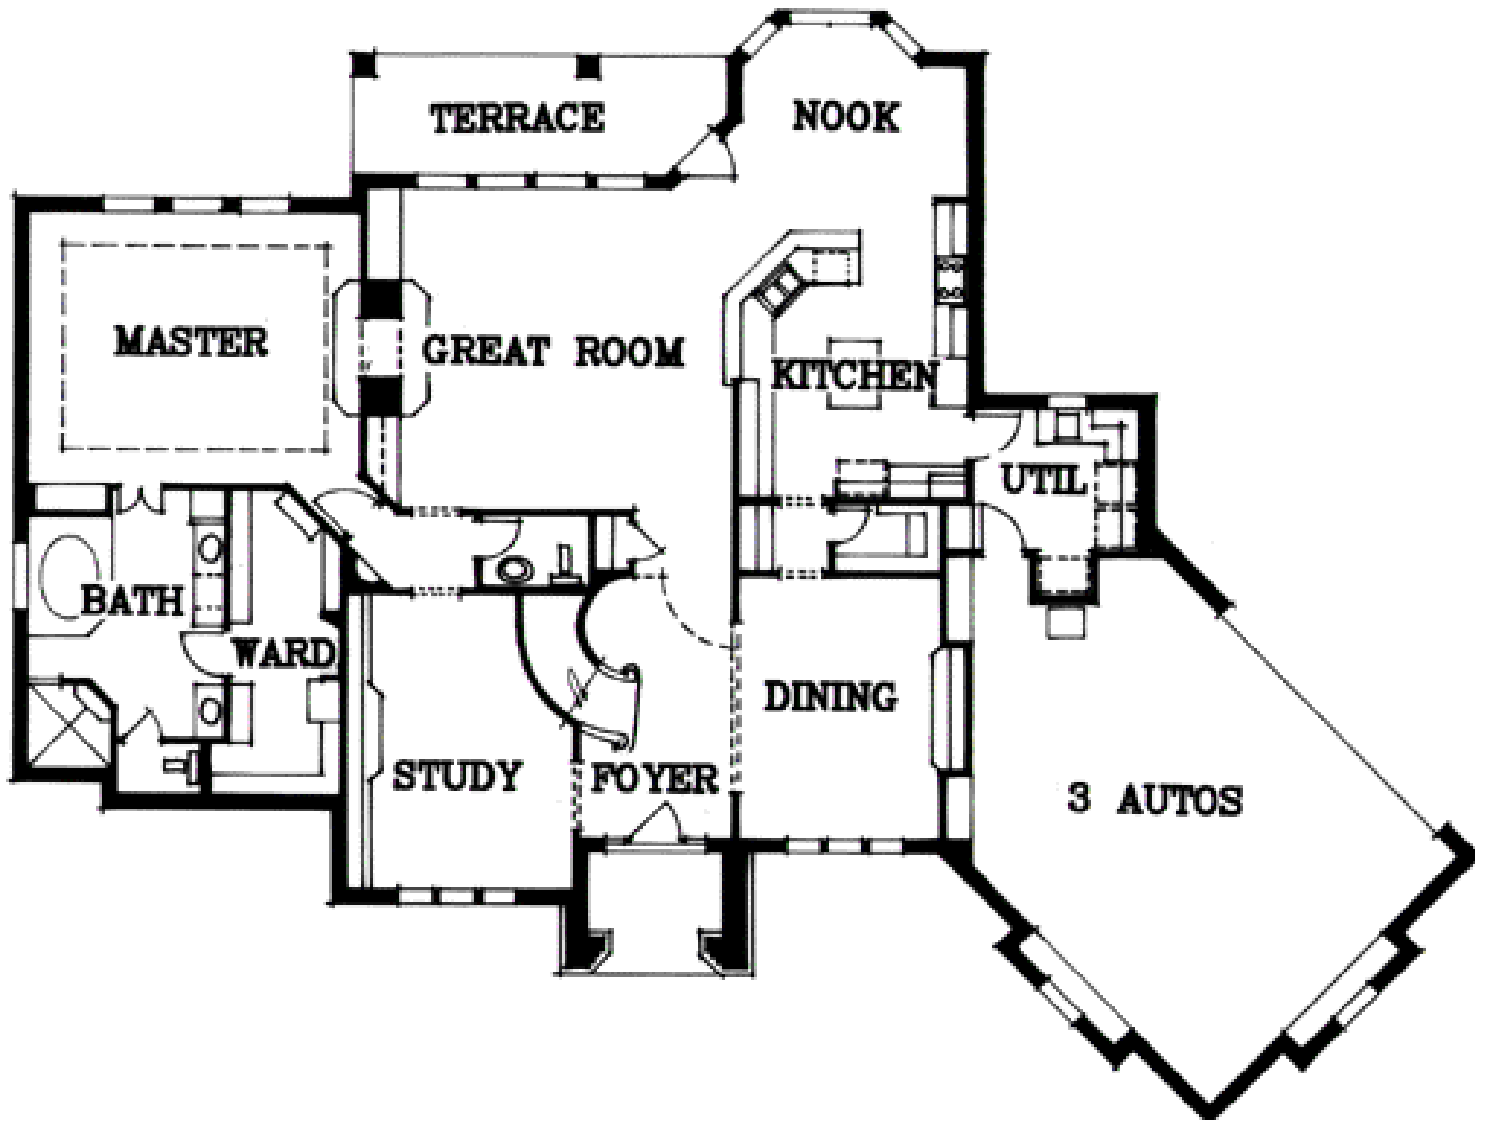 TERRACE
NOOK
MASTER
GREAT ROOM
KITCHEN
UTIL
BATH
WARD
DINING
STUDY
FOYER
3 AUTOS